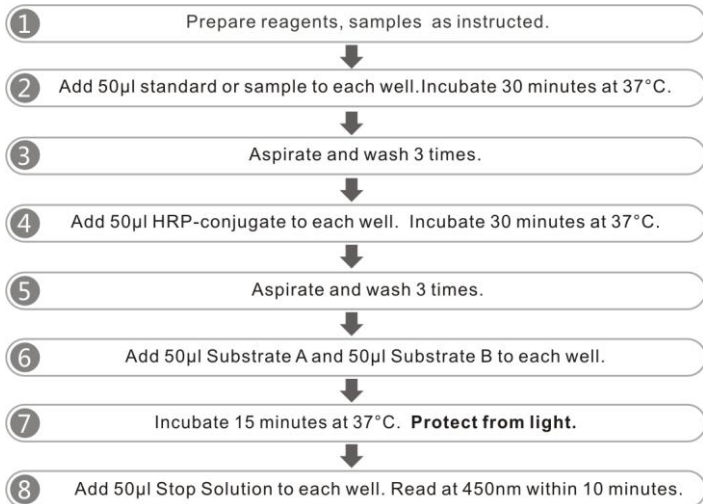 1 Prepare reagents, samples as instructed.
2 Add 50µl standard or sample to each well.Incubate 30 minutes at 37°C.
3 Aspirate and wash 3 times.
4 Add 50µl HRP-conjugate to each well. Incubate 30 minutes at 37°C.
5 Aspirate and wash 3 times.
6 Add 50µl Substrate A and 50µl Substrate B to each well.
7 Incubate 15 minutes at 37°C. Protect from light.
8 Add 50µl Stop Solution to each well. Read at 450nm within 10 minutes.